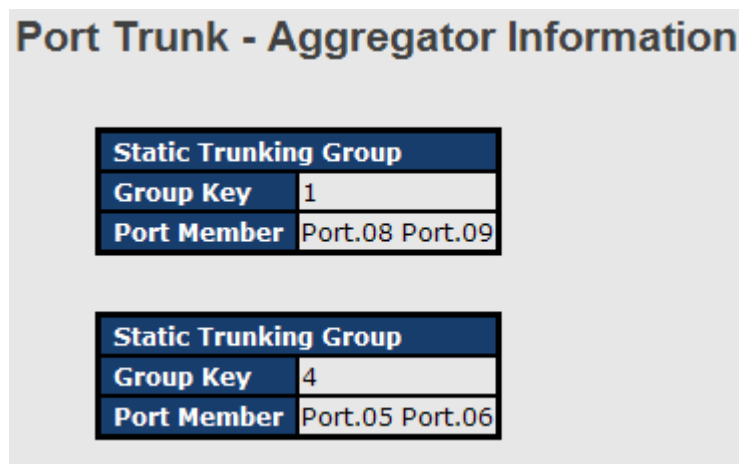 Port Trunk - Aggregator Information
Static Trunking Group
Group Key 1
Port Member Port.08 Port.09
Static Trunking Group
Group Key 4
Port Member Port.05 Port.06